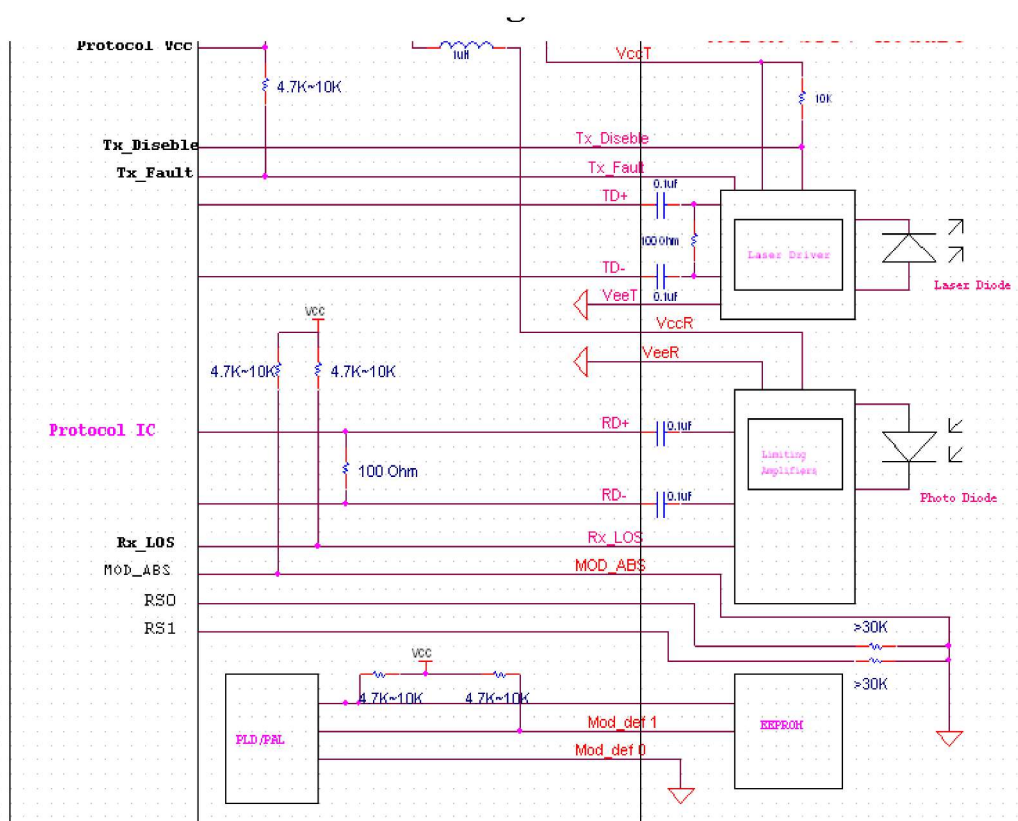 g
Protocol Vcc
1uH
VccT
4.7K~10K
10K
Tx_Diseble
Tx_Diseble
Tx_Fault
Tx_Fault
0.1uf
TD+
100 Ohm
Laser Driver
TD-
Laser Diode
VeeT
0.1uf
VCC
VccR
VeeR
4.7K~10K
4.7K~10K
Protocol IC
RD+
0.1uf
Limiting
Amplifiers
100 Ohm
RD-
0.1uf
Photo Diode
Rx_LOS
Rx_LOS
MOD_ABS
MOD_ABS
RS0
RS1
>30K
VCC
>30K
4.7K~10K
4.7K~10K
Mod_def 1
EEPROM
PLD/PAL
Mod_def 0